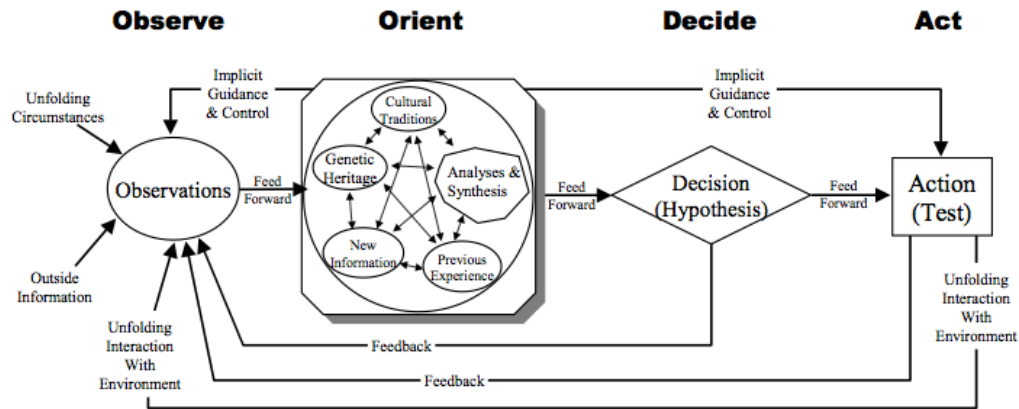 Observe
Orient
Decide
Act
Implicit
Guidance
& Control
Implicit
Guidance
& Control
Unfolding
Circumstances
Cultural
Traditions
Genetic
Heritage
Analyses &
Synthesis
New
Information
Previous
Experience
Observations
Feed
Forward
Feed
Forward
Decision
(Hypothesis)
Feed
Forward
Action
(Test)
Outside
Information
Unfolding
Interaction
With
Environment
Feedback
Feedback
Unfolding
Interaction
With
Environment